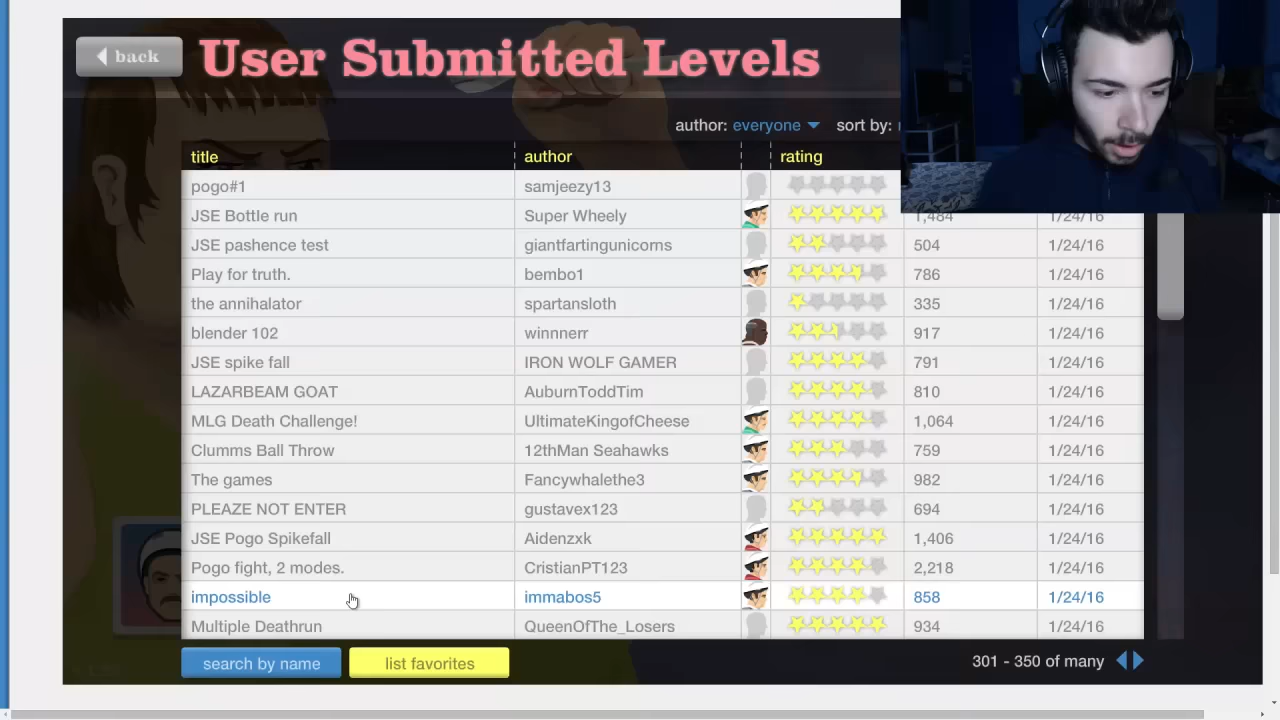 back
User Submitted Levels
author: everyone sort by:
title author rating
pogo#1 samjeezy13
JSE Bottle run Super Wheely 1,484 1/24/16
JSE pashence test giantfartingunicorns 504 1/24/16
Play for truth. bembo1 786 1/24/16
the annihalator spartansloth 335 1/24/16
blender 102 winnnerr 917 1/24/16
JSE spike fall IRON WOLF GAMER 791 1/24/16
LAZARBEAM GOAT AuburnToddTim 810 1/24/16
MLG Death Challenge! UltimateKingofCheese 1,064 1/24/16
Clumms Ball Throw 12thMan Seahawks 759 1/24/16
The games Fancywhalethe3 982 1/24/16
PLEAZE NOT ENTER gustavex123 694 1/24/16
JSE Pogo Spikefall Aidenzxk 1,406 1/24/16
Pogo fight, 2 modes. CristianPT123 2,218 1/24/16
impossible immabos5 858 1/24/16
Multiple Deathrun QueenOfThe_Losers 934 1/24/16
search by name list favorites 301 - 350 of many